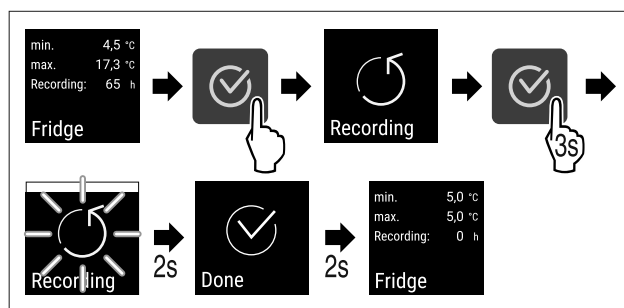 min. 4,5 °C
max. 17,3 °C
Recording: 65 h
Fridge
Recording
3s
Recording
2s
Done
2s
min. 5,0 °C
max. 5,0 °C
Recording: 0 h
Fridge